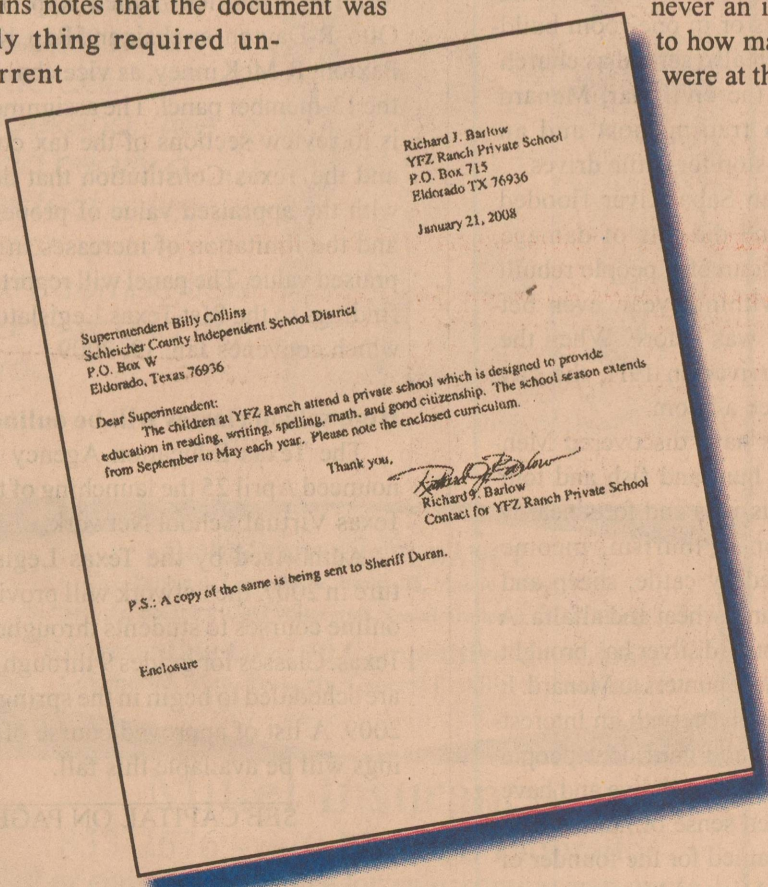 ins notes that the document was
ly thing required un-
rrent
never an i
to how ma
were at th
Richard J. Barlow
YFZ Ranch Private School
P.O. Box 715
Eldorado TX 76936
January 21, 2008
Superintendent Billy Collins
Schleicher County Independent School District
P.O. Box W
Eldorado, Texas 76936
Dear Superintendent:
The children at YFZ Ranch attend a private school which is designed to provide
education in reading, writing, spelling, math, and good citizenship. The school season extends
from September to May each year. Please note the enclosed curriculum.
Thank you,
Richard J Barlow
Richard J. Barlow
Contact for YFZ Ranch Private School
P.S.: A copy of the same is being sent to Sheriff Duran.
Enclosure